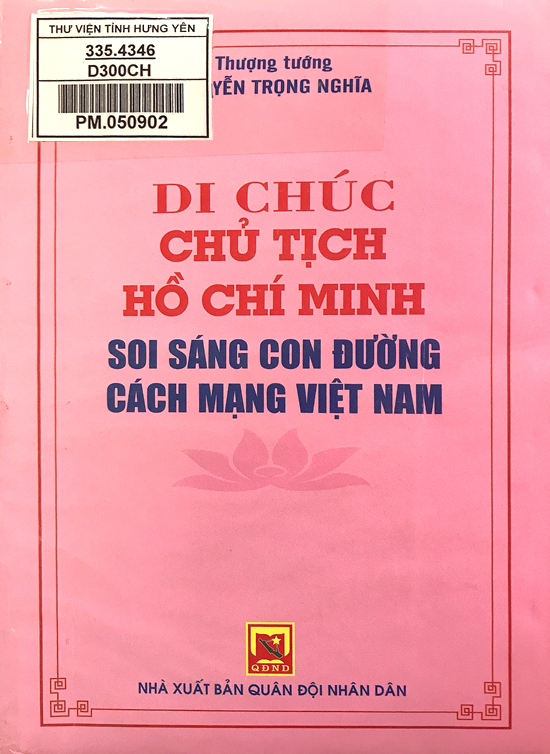 THƯ VIỆN TỈNH HƯNG YÊN
335.4346
D300CH
PM.050902
Thượng tướng
YỄN TRỌNG NGHĨA
DI CHÚC
CHỦ TỊCH
HỒ CHÍ MINH
SOI SÁNG CON ĐƯỜNG
CÁCH MẠNG VIỆT NAM
QĐND
NHÀ XUẤT BẢN QUÂN ĐỘI NHÂN DÂN